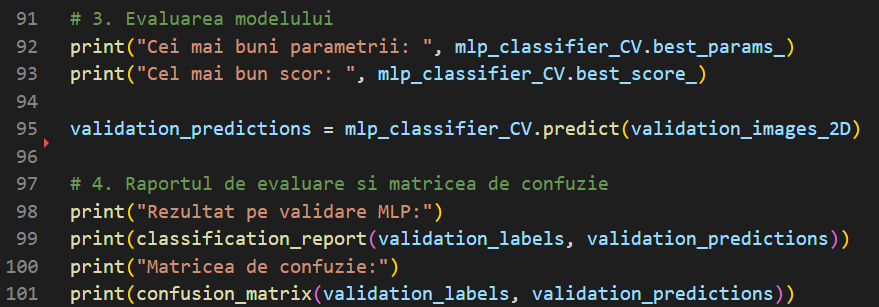 91 # 3. Evaluarea modelului
92 print("Cei mai buni parametrii: ", mlp_classifier_CV.best_params_)
93 print("Cel mai bun scor: ", mlp_classifier_CV.best_score_)
94
95 validation_predictions = mlp_classifier_CV.predict(validation_images_2D)
96
97 # 4. Raportul de evaluare si matricea de confuzie
98 print("Rezultat pe validare MLP:")
99 print(classification_report(validation_labels, validation_predictions))
100 print("Matricea de confuzie:")
101 print(confusion_matrix(validation_labels, validation_predictions))